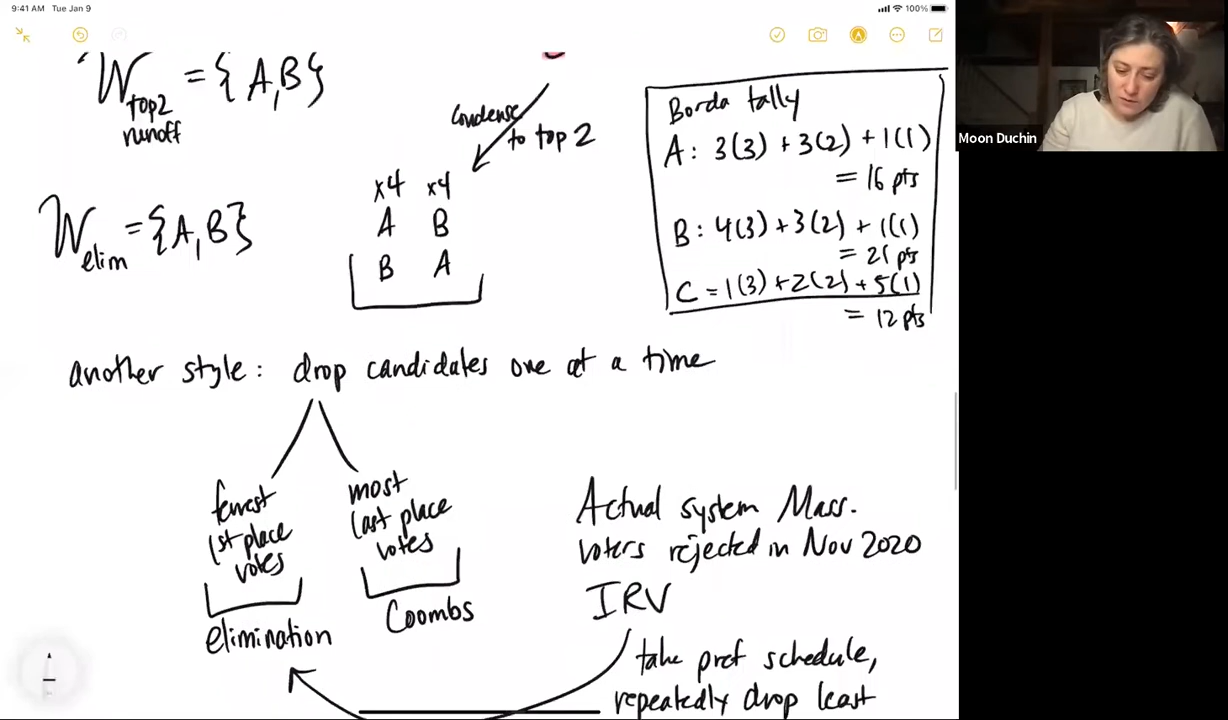 9:41 AM Tue Jan 9
100%
W top2 runoff = {A,B}
condense
to top 2
x4 x4
A B
B A
W elim = {A,B}
Borda tally
A: 3(3) + 3(2) + 1(1)
= 16 pts
B: 4(3) + 3(2) + 1(1)
= 21 pts
C = 1(3) + 2(2) + 5(1)
= 12 pts
another style: drop candidates one at a time
fewest
1st place
votes
elimination
most
last place
votes
Coombs
Actual system Mass.
voters rejected in Nov 2020
IRV
take pref schedule,
repeatedly drop least
Moon Duchin